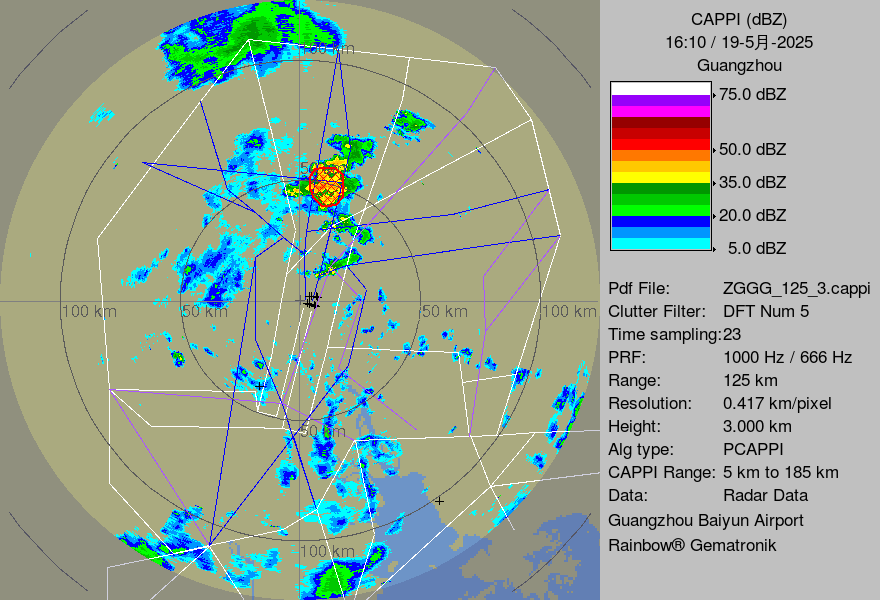 CAPPI (dBZ)
16:10 / 19-5月-2025
Guangzhou
75.0 dBZ
50.0 dBZ
35.0 dBZ
20.0 dBZ
5.0 dBZ
Pdf File: ZGGG_125_3.cappi
Clutter Filter: DFT Num 5
Time sampling:23
PRF: 1000 Hz / 666 Hz
Range: 125 km
Resolution: 0.417 km/pixel
Height: 3.000 km
Alg type: PCAPPI
CAPPI Range: 5 km to 185 km
Data: Radar Data
Guangzhou Baiyun Airport
Rainbow® Gematronik
100 km 50 km 50 km 100 km
50 km
100 km